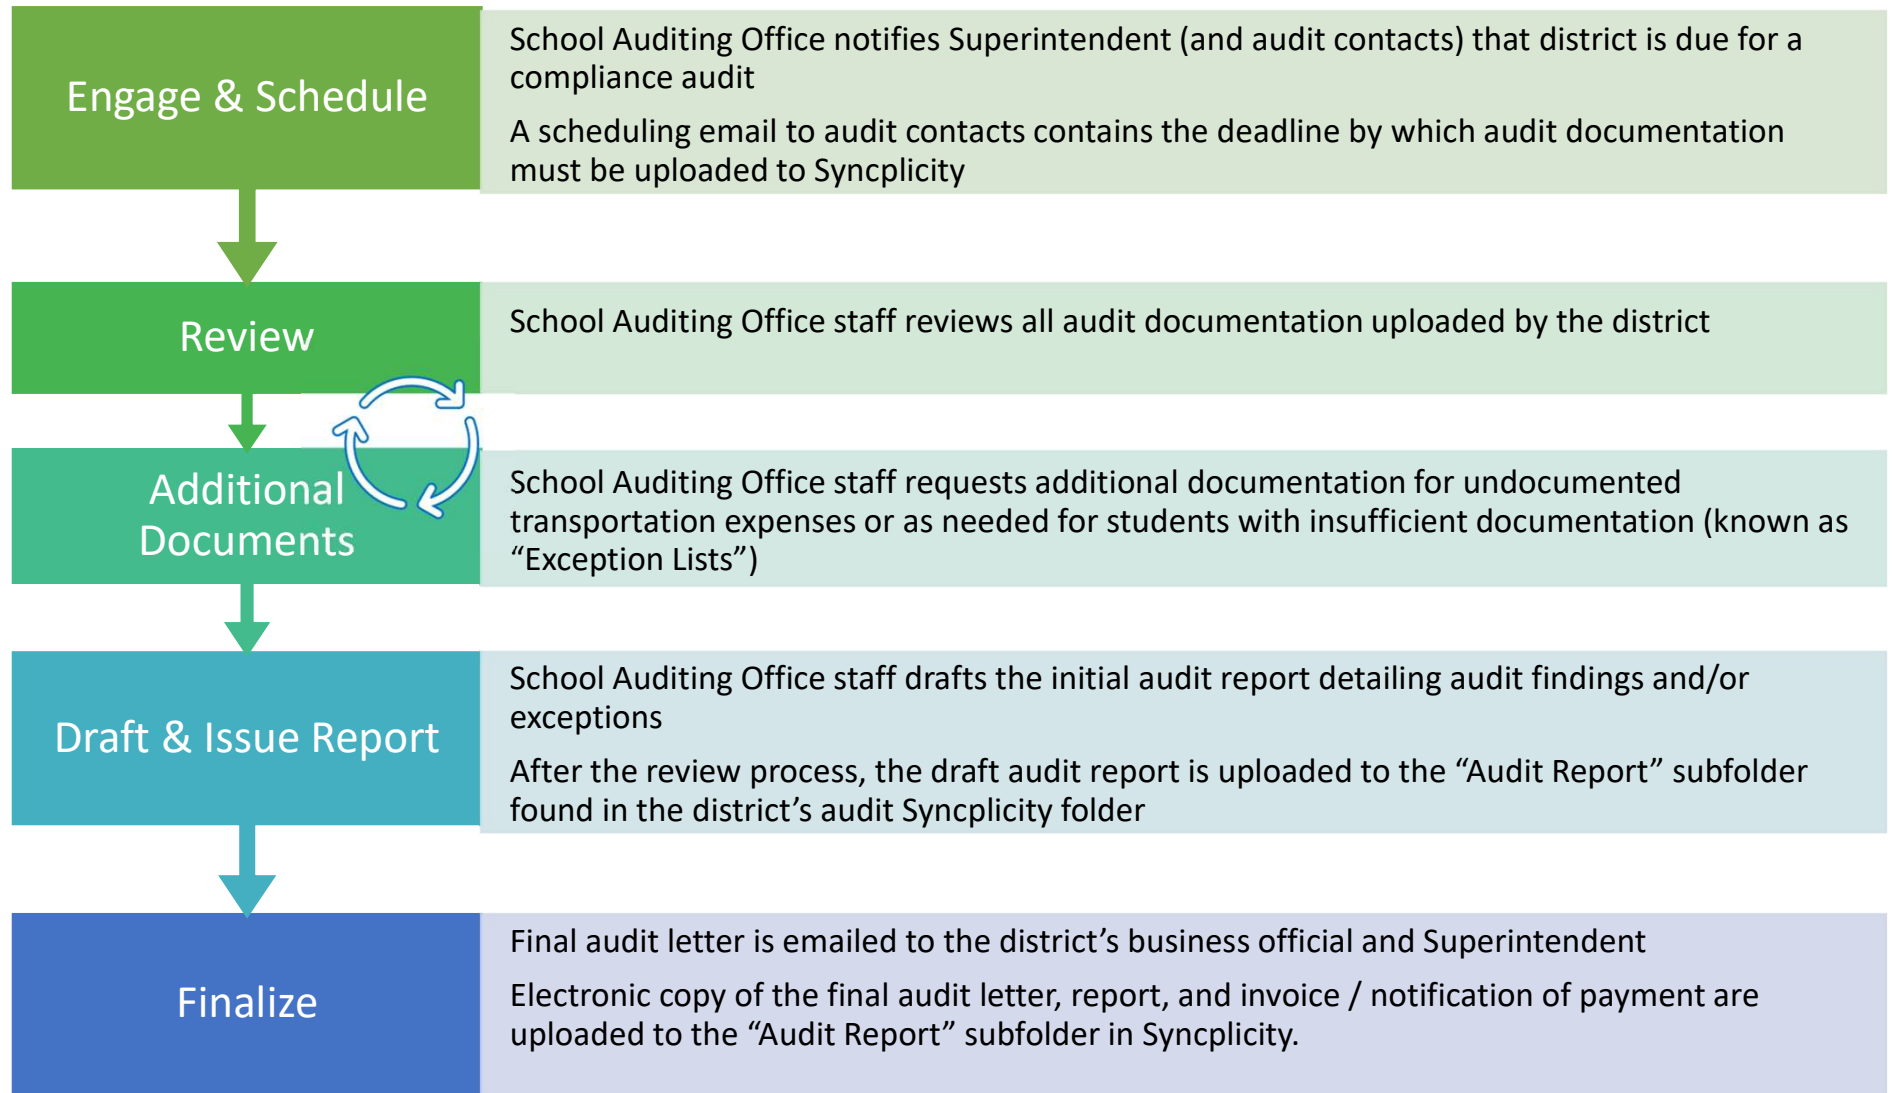 Engage & Schedule
School Auditing Office notifies Superintendent (and audit contacts) that district is due for a
compliance audit
A scheduling email to audit contacts contains the deadline by which audit documentation
must be uploaded to Syncplicity
Review
School Auditing Office staff reviews all audit documentation uploaded by the district
Additional
Documents
School Auditing Office staff requests additional documentation for undocumented
transportation expenses or as needed for students with insufficient documentation (known as
“Exception Lists”)
Draft & Issue Report
School Auditing Office staff drafts the initial audit report detailing audit findings and/or
exceptions
After the review process, the draft audit report is uploaded to the “Audit Report” subfolder
found in the district’s audit Syncplicity folder
Finalize
Final audit letter is emailed to the district’s business official and Superintendent
Electronic copy of the final audit letter, report, and invoice / notification of payment are
uploaded to the “Audit Report” subfolder in Syncplicity.